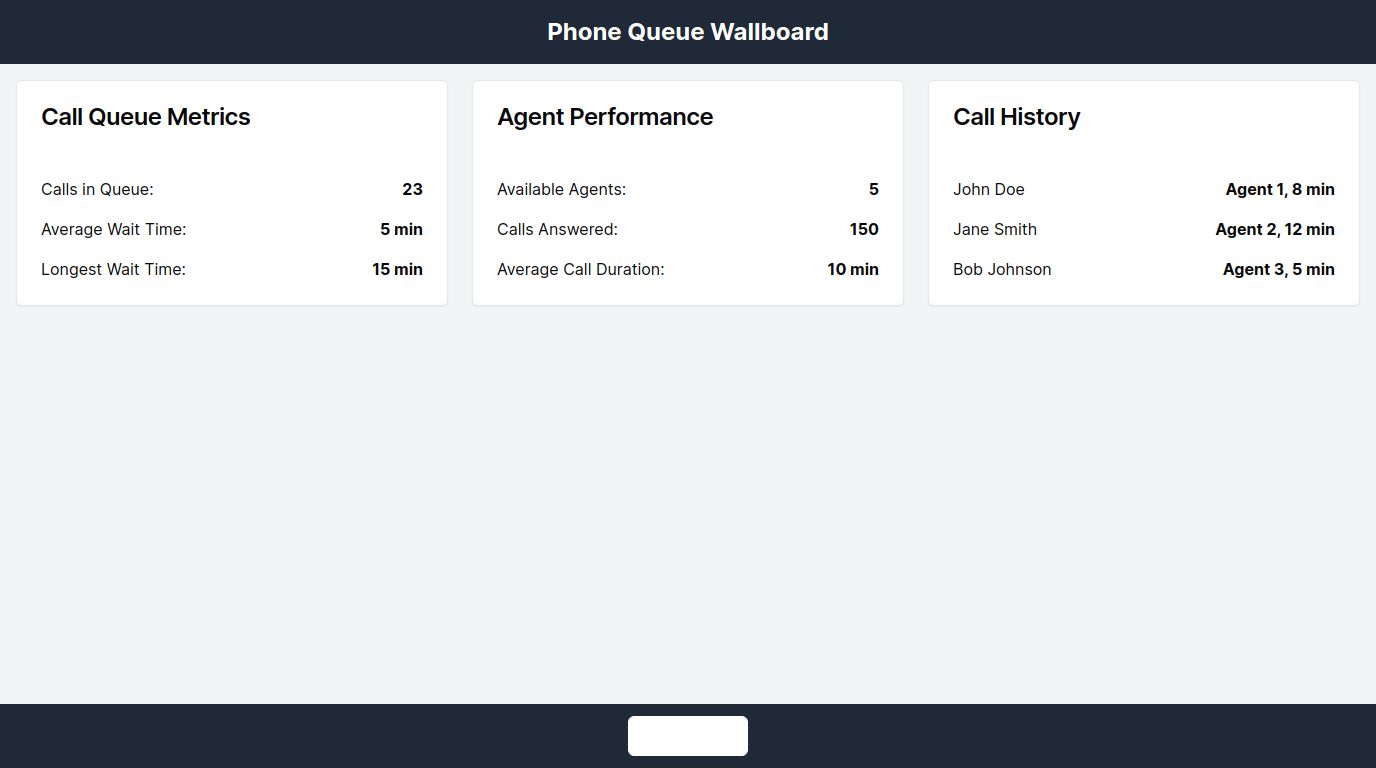 Phone Queue Wallboard
Call Queue Metrics
Calls in Queue: 23
Average Wait Time: 5 min
Longest Wait Time: 15 min
Agent Performance
Available Agents: 5
Calls Answered: 150
Average Call Duration: 10 min
Call History
John Doe Agent 1, 8 min
Jane Smith Agent 2, 12 min
Bob Johnson Agent 3, 5 min